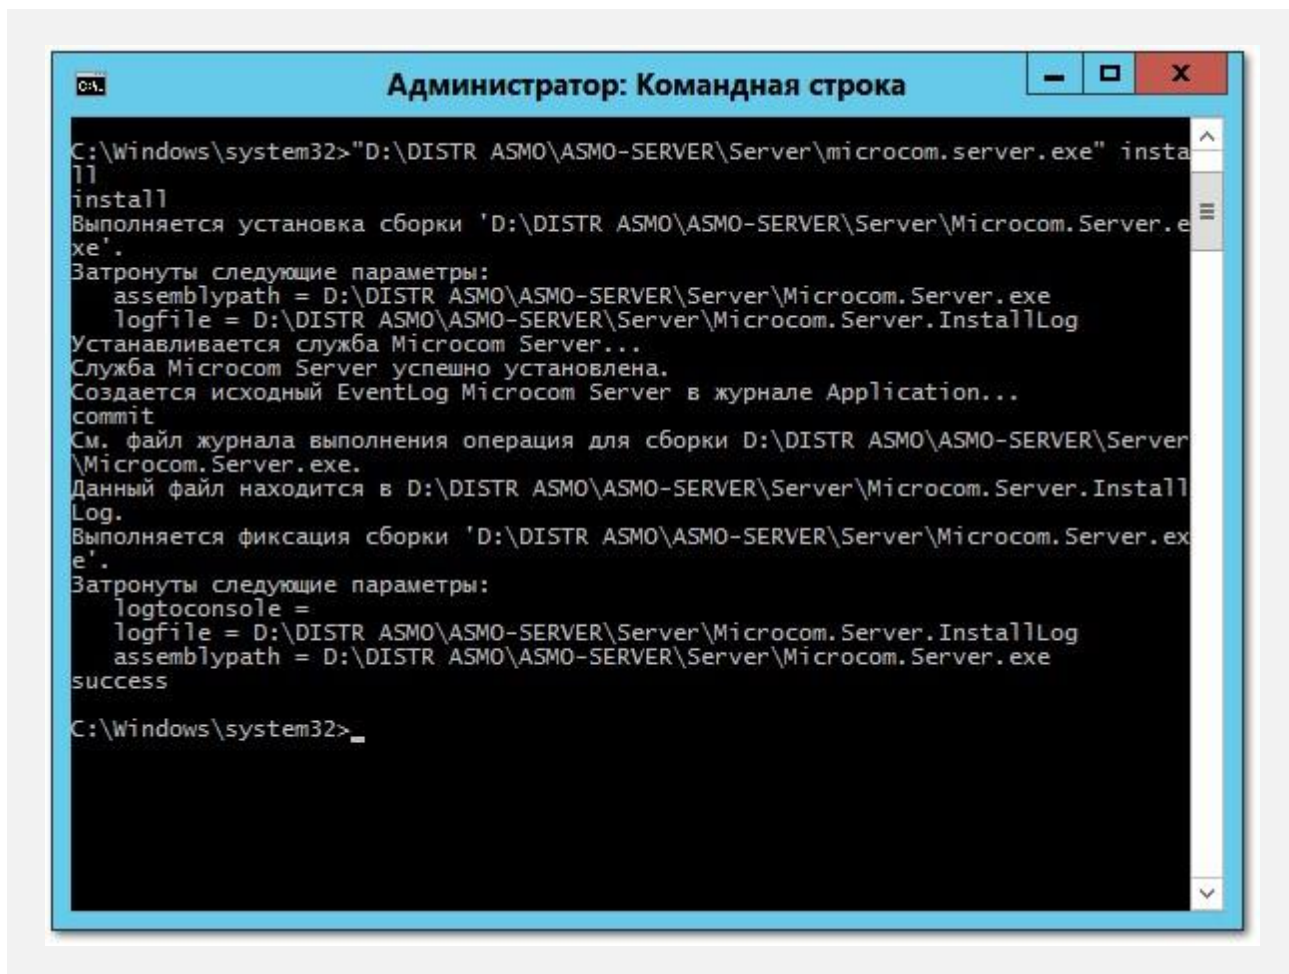 Администратор: Командная строка
C:\Windows\system32>"D:\DISTR ASMO\ASMO-SERVER\Server\microcom.server.exe" insta
ll
install
Выполняется установка сборки 'D:\DISTR ASMO\ASMO-SERVER\Server\Microcom.Server.e
xe'.
Затронуты следующие параметры:
   assemblypath = D:\DISTR ASMO\ASMO-SERVER\Server\Microcom.Server.exe
   logfile = D:\DISTR ASMO\ASMO-SERVER\Server\Microcom.Server.InstallLog
Устанавливается служба Microcom Server...
Служба Microcom Server успешно установлена.
Создается исходный EventLog Microcom Server в журнале Application...
commit
См. файл журнала выполнения операция для сборки D:\DISTR ASMO\ASMO-SERVER\Server
\Microcom.Server.exe.
Данный файл находится в D:\DISTR ASMO\ASMO-SERVER\Server\Microcom.Server.Install
Log.
Выполняется фиксация сборки 'D:\DISTR ASMO\ASMO-SERVER\Server\Microcom.Server.ex
e'.
Затронуты следующие параметры:
   logtoconsole =
   logfile = D:\DISTR ASMO\ASMO-SERVER\Server\Microcom.Server.InstallLog
   assemblypath = D:\DISTR ASMO\ASMO-SERVER\Server\Microcom.Server.exe
success
C:\Windows\system32>